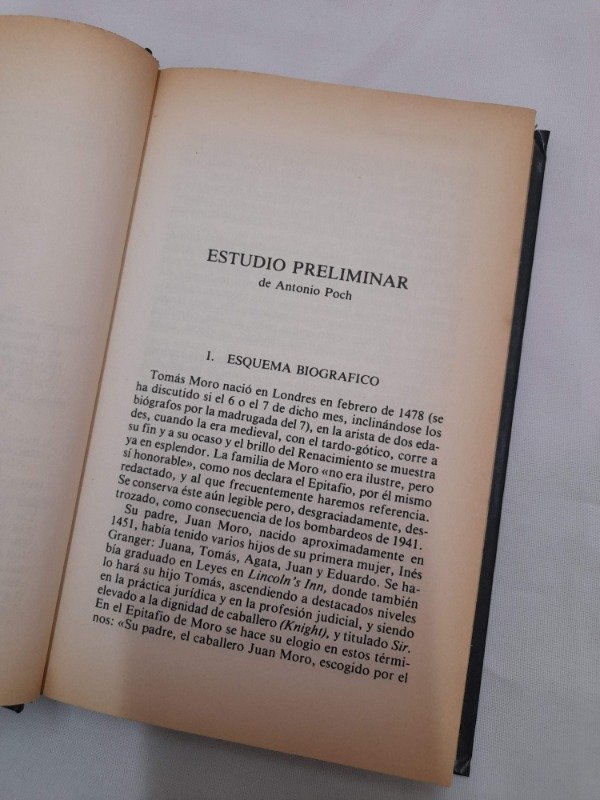 ESTUDIO PRELIMINAR
de Antonio Poch
I. ESQUEMA BIOGRAFICO
Tomás Moro nació en Londres en febrero de 1478 (se
ha discutido si el 6 o el 7 de dicho mes, inclinándose los
biógrafos por la madrugada del 7), en la arista de dos eda-
des, cuando la era medieval, con el tardo-gótico, corre a
su fin y a su ocaso y el brillo del Renacimiento se muestra
ya en esplendor. La familia de Moro «no era ilustre, pero
sí honorable», como nos declara el Epitafio, por él mismo
redactado, y al que frecuentemente haremos referencia.
Se conserva éste aún legible pero, desgraciadamente, des-
trozado, como consecuencia de los bombardeos de 1941.
Su padre, Juan Moro, nacido aproximadamente en
1451, había tenido varios hijos de su primera mujer, Inés
Granger: Juana, Tomás, Agata, Juan y Eduardo. Se ha-
bía graduado en Leyes en Lincoln's Inn, donde también
lo hará su hijo Tomás, ascendiendo a destacados niveles
en la práctica jurídica y en la profesión judicial, y siendo
elevado a la dignidad de caballero (Knight), y titulado Sir.
En el Epitafio de Moro se hace su elogio en estos térmi-
nos: «Su padre, el caballero Juan Moro, escogido por el